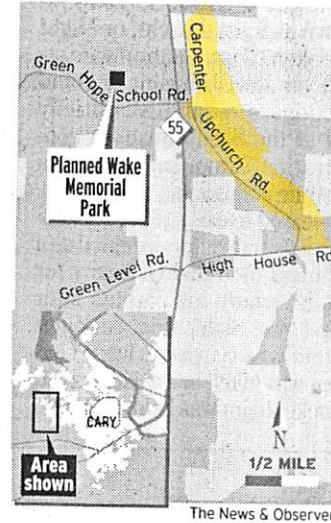 Carpenter
Upchurch Rd.
Green
Hope
School Rd.
55
Planned Wake
Memorial
Park
Green Level Rd.
High House Rd
CARY
Area
shown
N
1/2 MILE
The News & Observer